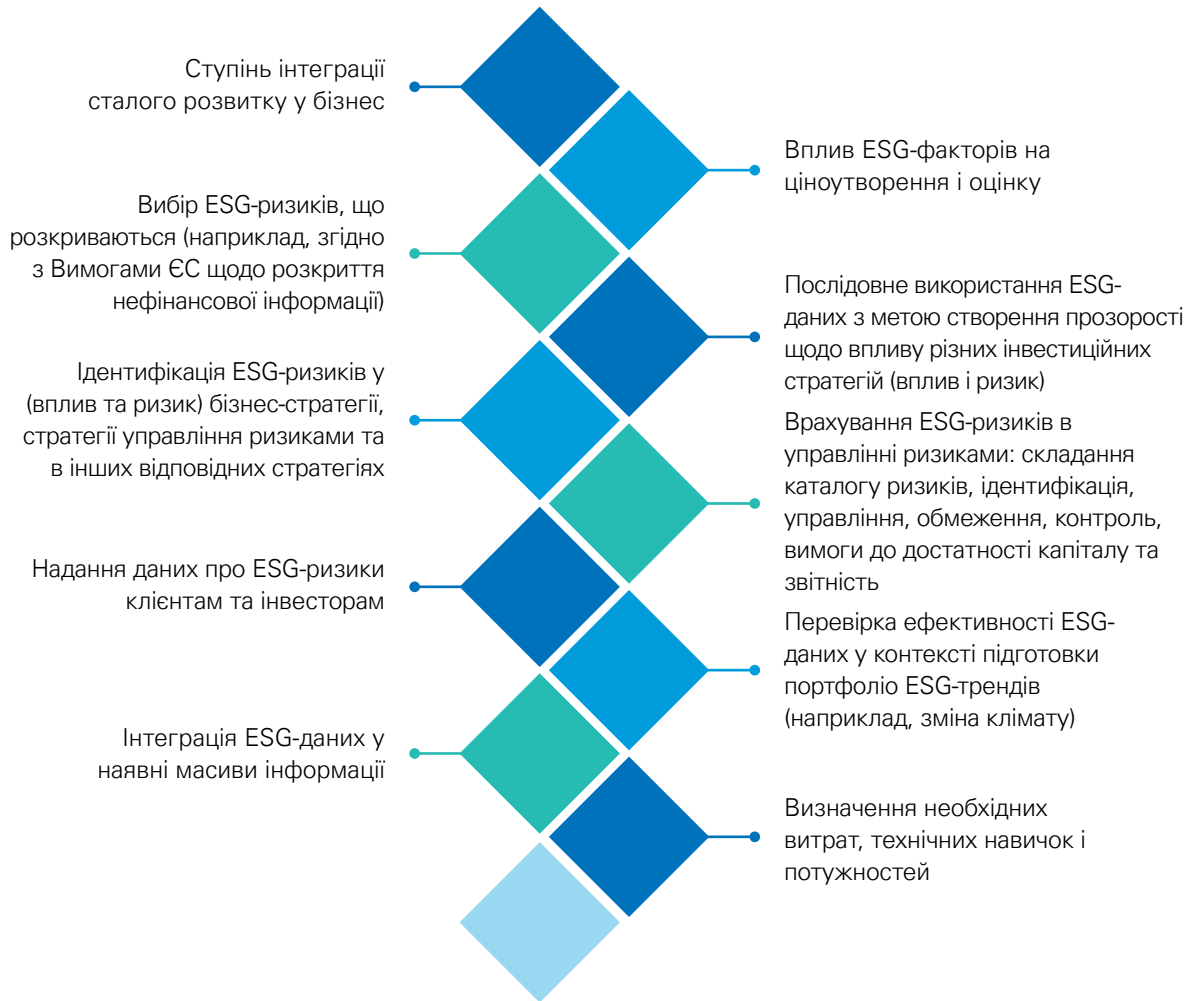 Ступінь інтеграції
сталого розвитку у бізнес
Вплив ESG-факторів на
ціноутворення і оцінку
Вибір ESG-ризиків, що
розкриваються (наприклад, згідно
з Вимогами ЄС щодо розкриття
нефінансової інформації)
Послідовне використання ESG-
даних з метою створення прозорості
щодо впливу різних інвестиційних
стратегій (вплив і ризик)
Ідентифікація ESG-ризиків у
(вплив та ризик) бізнес-стратегії,
стратегії управління ризиками та
в інших відповідних стратегіях
Врахування ESG-ризиків в
управлінні ризиками: складання
каталогу ризиків, ідентифікація,
управління, обмеження, контроль,
вимоги до достатності капіталу та
звітність
Надання даних про ESG-ризики
клієнтам та інвесторам
Перевірка ефективності ESG-
даних у контексті підготовки
портфоліо ESG-трендів
(наприклад, зміна клімату)
Інтеграція ESG-даних у
наявні масиви інформації
Визначення необхідних
витрат, технічних навичок і
потужностей